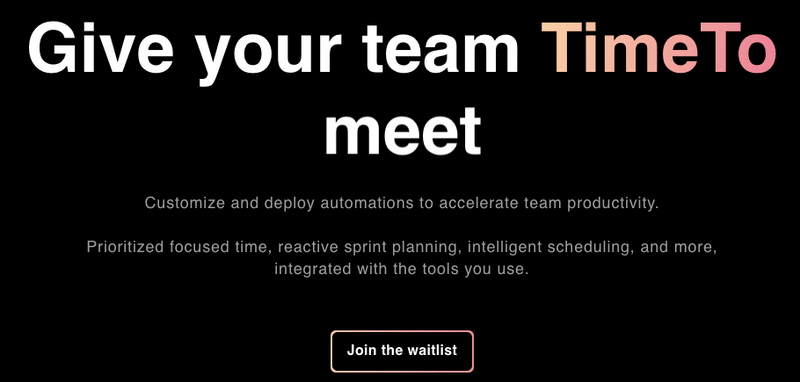 Give your team TimeTo
meet
Customize and deploy automations to accelerate team productivity.
Prioritized focused time, reactive sprint planning, intelligent scheduling, and more,
integrated with the tools you use.
Join the waitlist